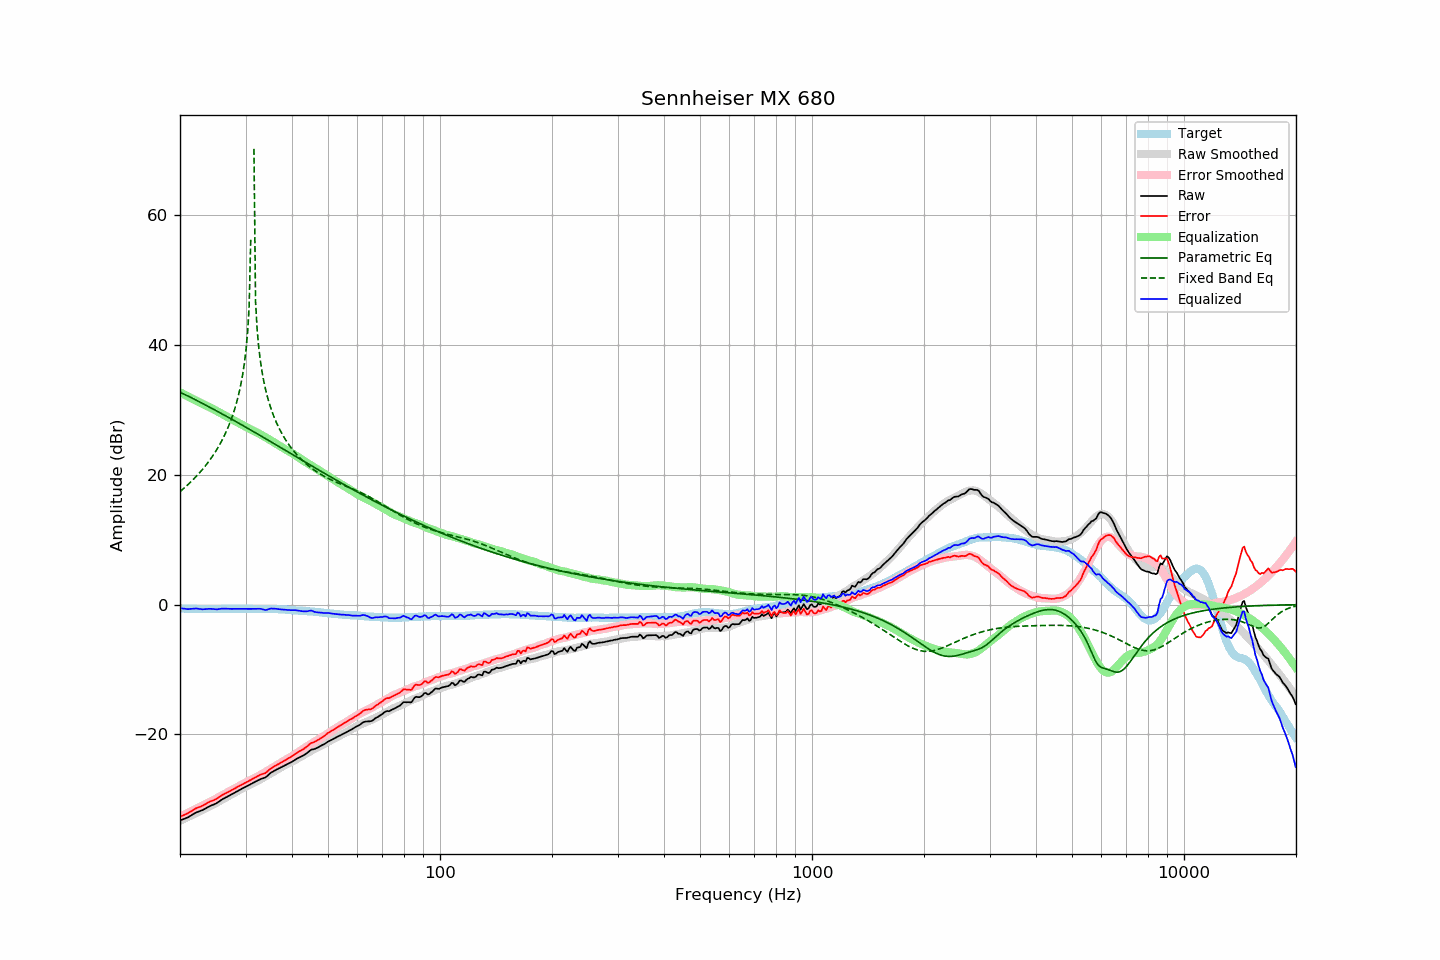 Sennheiser MX 680
Target
Raw Smoothed
Error Smoothed
Raw
Error
Equalization
Parametric Eq
Fixed Band Eq
Equalized
60
40
20
0
−20
Amplitude (dBr)
100
1000
10000
Frequency (Hz)